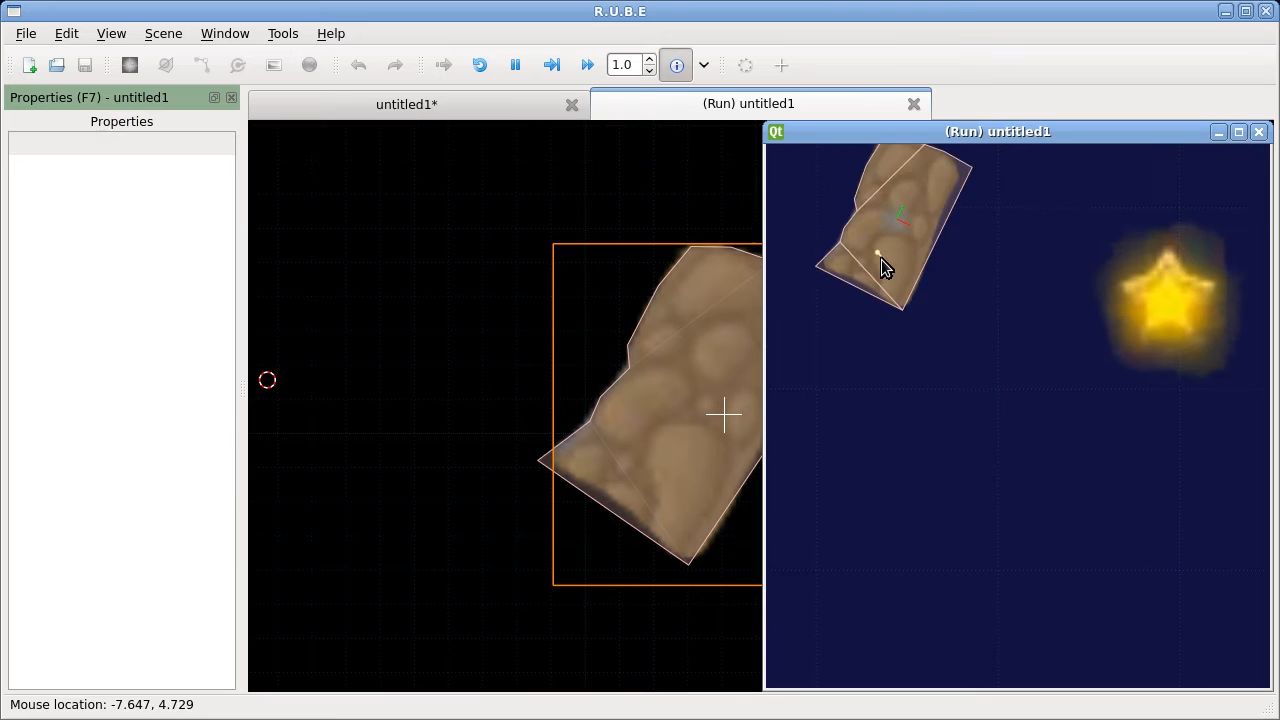 R.U.B.E
File Edit View Scene Window Tools Help
1.0
Properties (F7) - untitled1
Properties
untitled1*
(Run) untitled1
Qt
(Run) untitled1
Mouse location: -7.647, 4.729